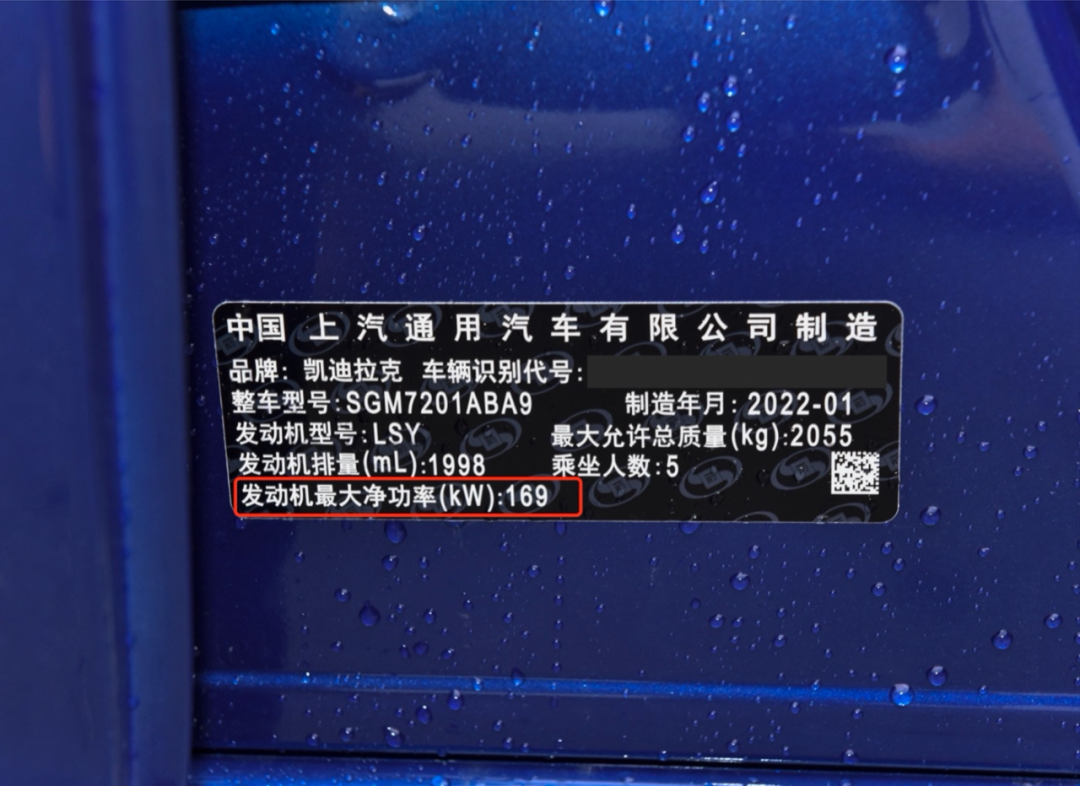 中国上汽通用汽车有限公司制造
品牌: 凯迪拉克 车辆识别代号:
整车型号:SGM7201ABA9 制造年月: 2022-01
发动机型号:LSY 最大允许总质量(kg):2055
发动机排量(mL):1998 乘坐人数:5
发动机最大净功率(kW):169